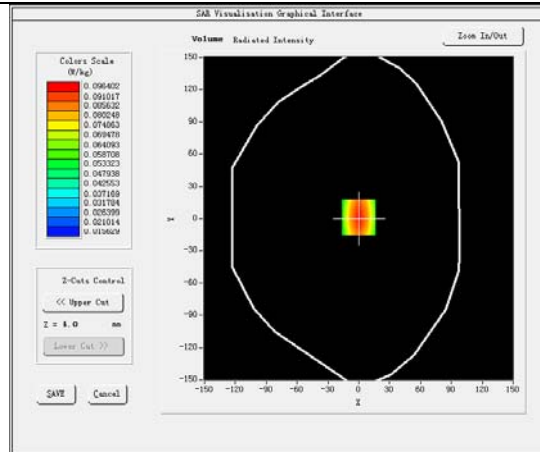 SAR Visualisation Graphical Interface
Volume Radiated Intensity
Zoom In/Out
Colors Scale
(W/kg)
0.096402
0.091017
0.085632
0.080248
0.074863
0.069478
0.064093
0.058708
0.053323
0.047938
0.042553
0.037169
0.031784
0.026399
0.021014
0.015629
Z-Cuts Control
<< Upper Cut
Z = 4.0 mm
Lower Cut >>
SAVE
Cancel
150
120
90
60
30
0
-30
-60
-90
-120
-150
Y
-150 -120 -90 -60 -30 0 30 60 90 120 150
X